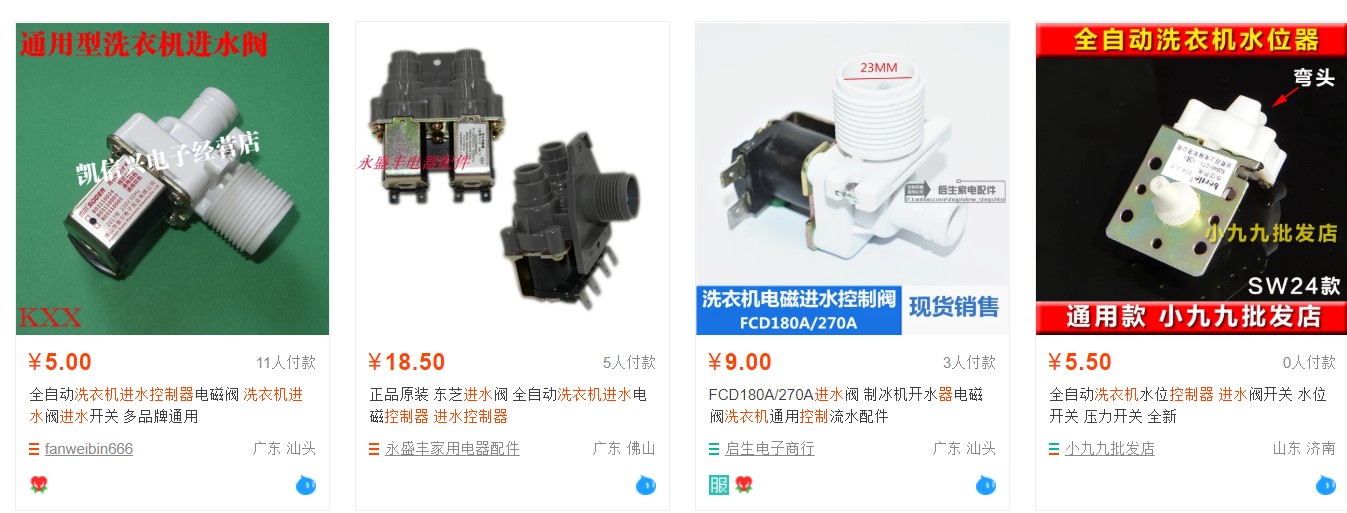 通用型洗衣机进水阀
凯信兴电子经营店
KXX
¥5.00
11人付款
全自动洗衣机进水控制器电磁阀 洗衣机进
水阀进水开关 多品牌通用
fanweibin666
广东 汕头
永盛丰电器配件
¥18.50
5人付款
正品原装 东芝进水阀 全自动洗衣机进水电
磁控制器 进水控制器
永盛丰家用电器配件
广东 佛山
23MM
启生家电配件
洗衣机电磁进水控制阀
FCD180A/270A
现货销售
¥9.00
3人付款
FCD180A/270A进水阀 制冰机开水器电磁
阀洗衣机通用控制流水配件
启生电子商行
广东 汕头
服
全自动洗衣机水位器
弯头
小九九批发店
SW24款
通用款 小九九批发店
¥5.50
0人付款
全自动洗衣机水位控制器 进水阀开关 水位
开关 压力开关 全新
小九九批发店
山东 济南